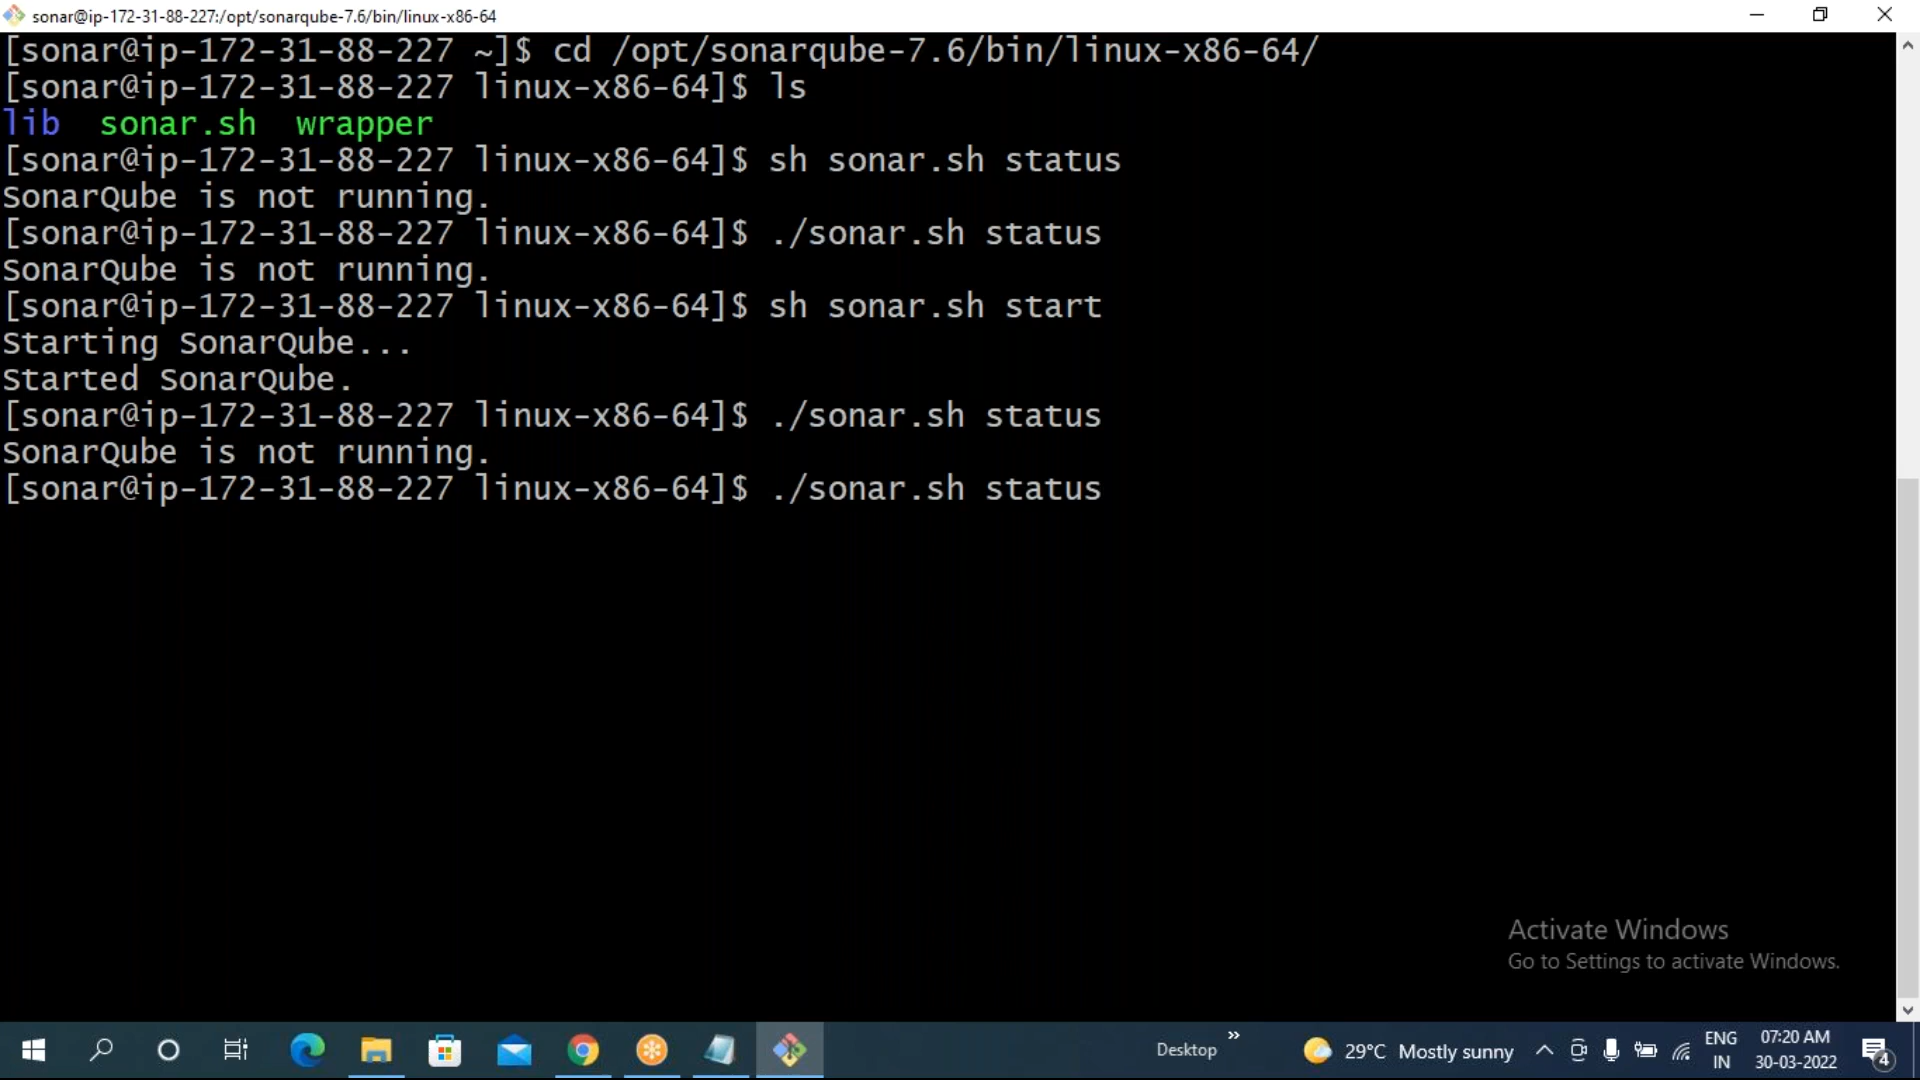 sonar@ip-172-31-88-227:/opt/sonarqube-7.6/bin/linux-x86-64
[sonar@ip-172-31-88-227 ~]$ cd /opt/sonarqube-7.6/bin/linux-x86-64/
[sonar@ip-172-31-88-227 linux-x86-64]$ ls
lib  sonar.sh  wrapper
[sonar@ip-172-31-88-227 linux-x86-64]$ sh sonar.sh status
SonarQube is not running.
[sonar@ip-172-31-88-227 linux-x86-64]$ ./sonar.sh status
SonarQube is not running.
[sonar@ip-172-31-88-227 linux-x86-64]$ sh sonar.sh start
Starting SonarQube...
Started SonarQube.
[sonar@ip-172-31-88-227 linux-x86-64]$ ./sonar.sh status
SonarQube is not running.
[sonar@ip-172-31-88-227 linux-x86-64]$ ./sonar.sh status
Activate Windows
Go to Settings to activate Windows.
Desktop
29°C Mostly sunny
ENG
IN
07:20 AM
30-03-2022
4